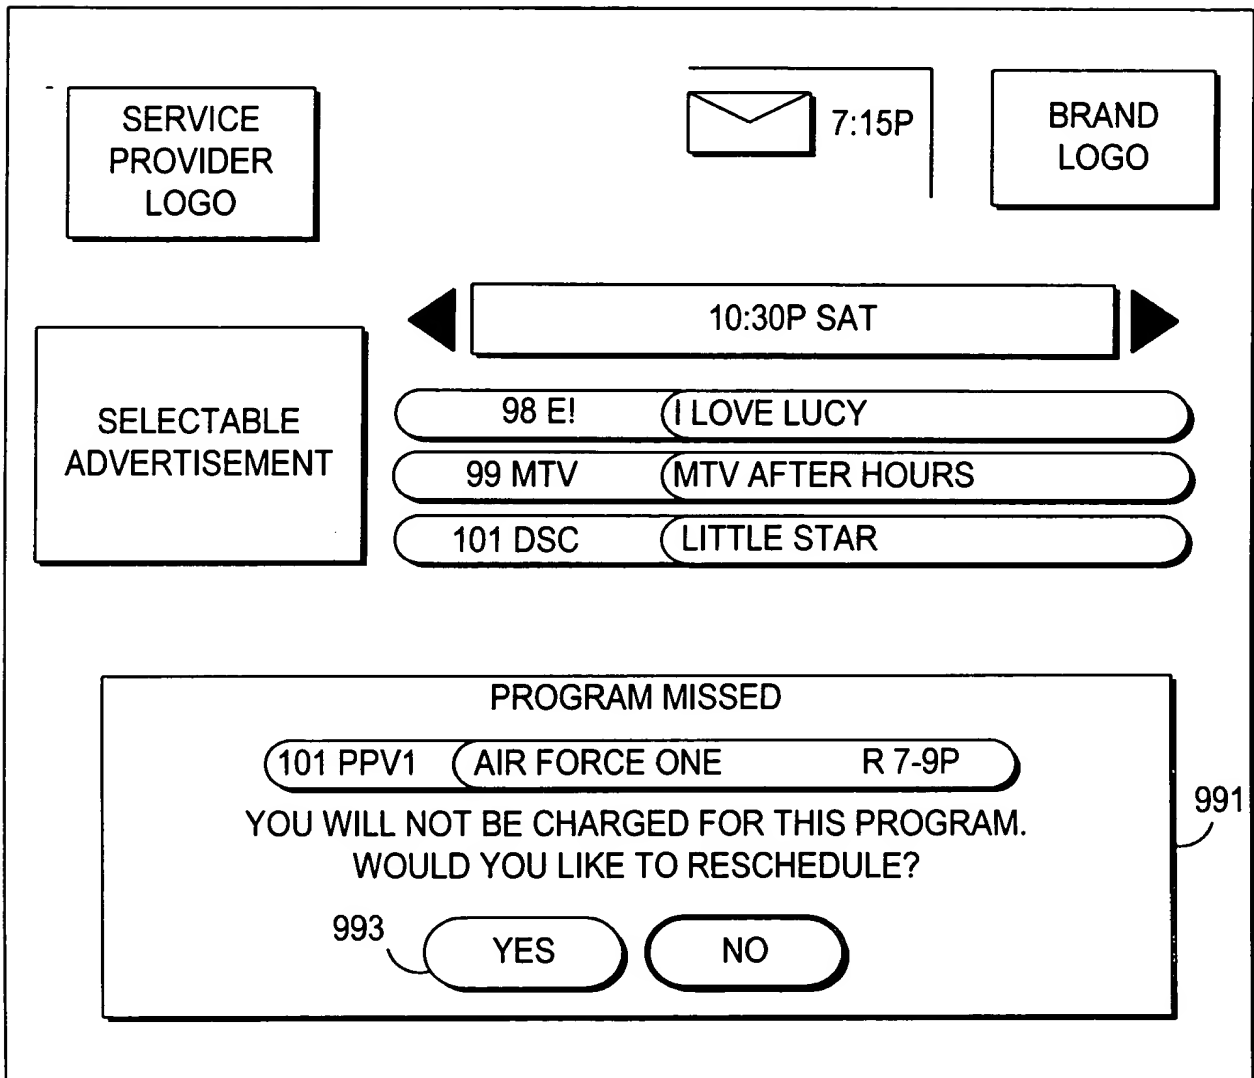 SERVICE
PROVIDER
LOGO
7:15P
BRAND
LOGO
10:30P SAT
SELECTABLE
ADVERTISEMENT
98 E! I LOVE LUCY
99 MTV MTV AFTER HOURS
101 DSC LITTLE STAR
PROGRAM MISSED
101 PPV1 AIR FORCE ONE R 7-9P
YOU WILL NOT BE CHARGED FOR THIS PROGRAM.
WOULD YOU LIKE TO RESCHEDULE?
991
993
YES NO